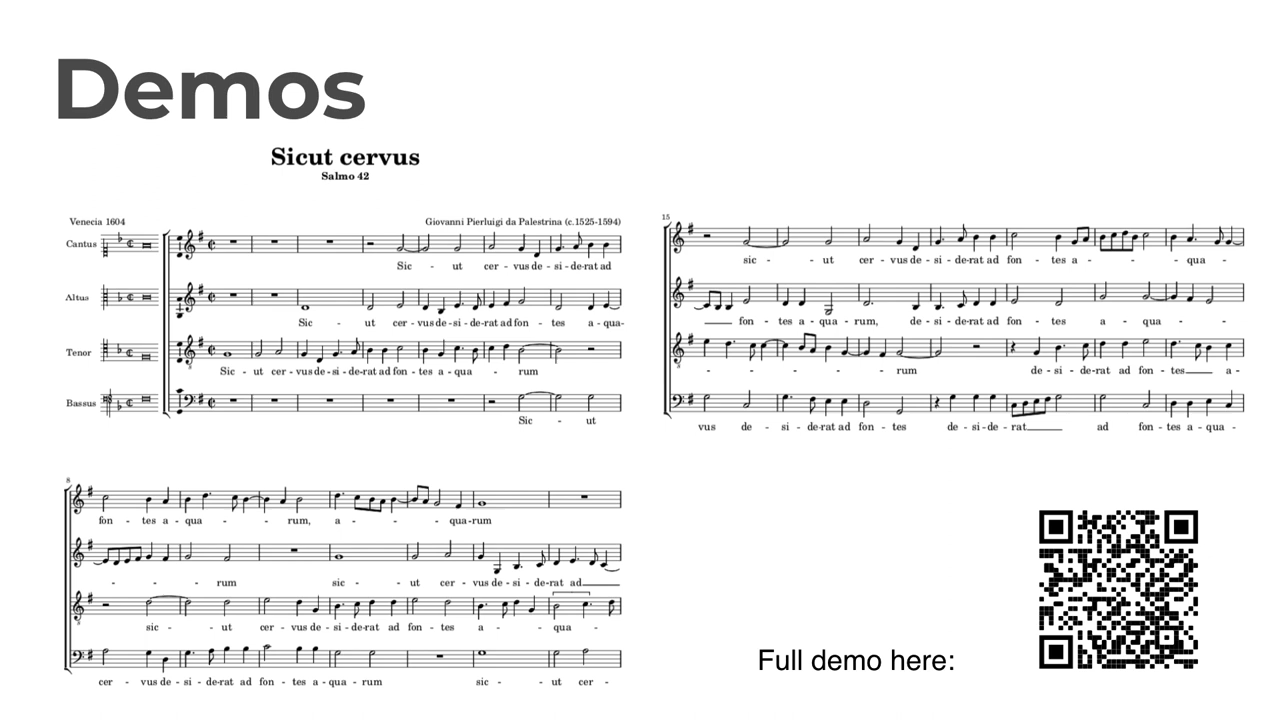 Demos
Sicut cervus
Salmo 42
Venecia 1604
Giovanni Pierluigi da Palestrina (c.1525-1594)
Cantus
Sic - ut cer - vus de - si - de-rat ad
Altus
Sic - ut cer - vus de - si - de-rat ad fon - tes a - qua-
Tenor
Sic - ut cer - vus de - si - de-rat ad fon - tes a - qua - rum
Bassus
Sic - ut
8
fon - tes a - qua - - - rum, a - - - - qua-rum
- - - rum sic - ut cer - vus de - si - de-rat ad
sic - ut cer - vus de - si - de-rat ad fon - tes a - - qua -
cer - vus de - si - de-rat ad fon - tes a - qua - rum sic - ut cer -
15
sic - ut cer - vus de - si - de-rat ad fon - tes a - - - qua -
fon - tes a - qua - rum, de - si - de-rat ad fon - tes a - qua - -
- - - - - rum de - si - de-rat ad fon - tes a -
vus de - si - de-rat ad fon - tes de - si - de - rat ad fon - tes a - qua -
Full demo here: